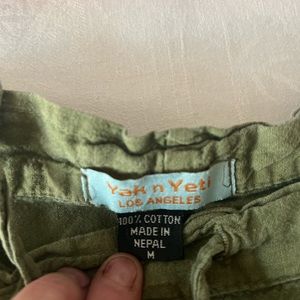 Yak n Yeti
LOS ANGELES
100% COTTON
MADE IN
NEPAL
M